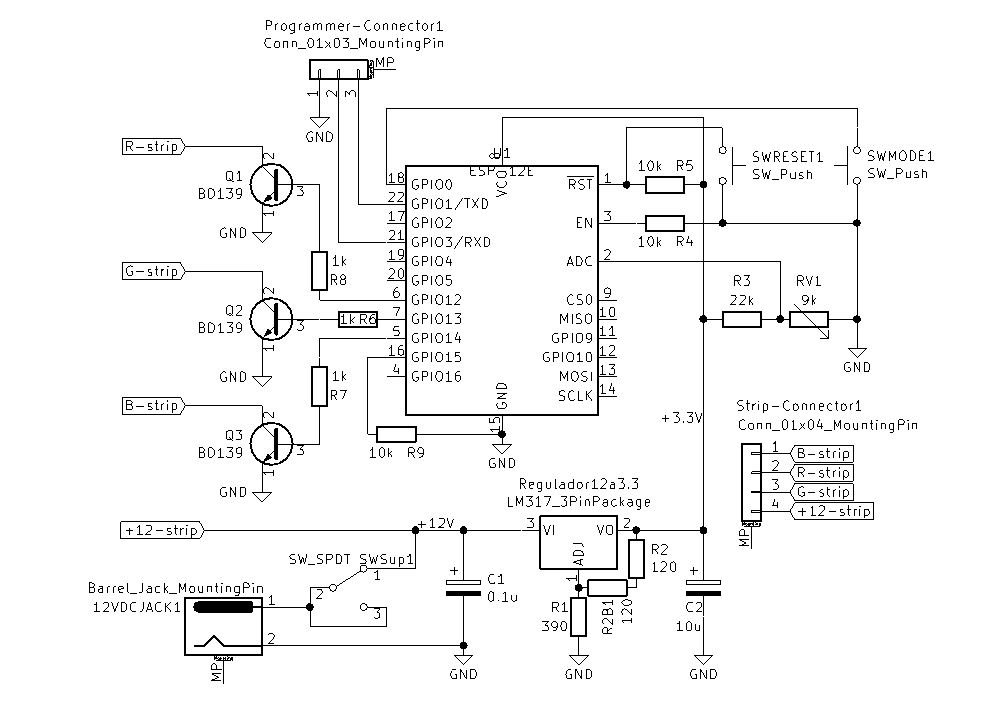 Programmer-Connector1
Conn_01x03_MountingPin
MP
1
2
3
GND
R-strip
Q1
BD139
2
3
1
GND
1k
R8
G-strip
Q2
BD139
2
3
1
GND
1k R6
B-strip
Q3
BD139
2
3
1
GND
1k
R7
10k R9
U1
ESP-12E
VCC
18 GPIO0
22 GPIO1/TXD
17 GPIO2
21 GPIO3/RXD
19 GPIO4
20 GPIO5
6 GPIO12
7 GPIO13
5 GPIO14
16 GPIO15
4 GPIO16
RST 1
EN 3
ADC 2
CS0 9
MISO 10
GPIO9 11
GPIO10 12
MOSI 13
SCLK 14
GND
15
GND
10k R5
10k R4
SWRESET1
SW_Push
SWMODE1
SW_Push
R3
22k
RV1
9k
GND
+3.3V
Strip-Connector1
Conn_01x04_MountingPin
1 B-strip
2 R-strip
3 G-strip
4 +12-strip
MP
Regulador12a3.3
LM317_3PinPackage
3 VI
VO 2
ADJ
1
R2
120
R2B1
120
R1
390
GND
+12-strip
+12V
SW_SPDT SWSup1
1
2
3
Barrel_Jack_MountingPin
12VDCJACK1
1
2
MP
+
C1
0.1u
GND
+
C2
10u
GND